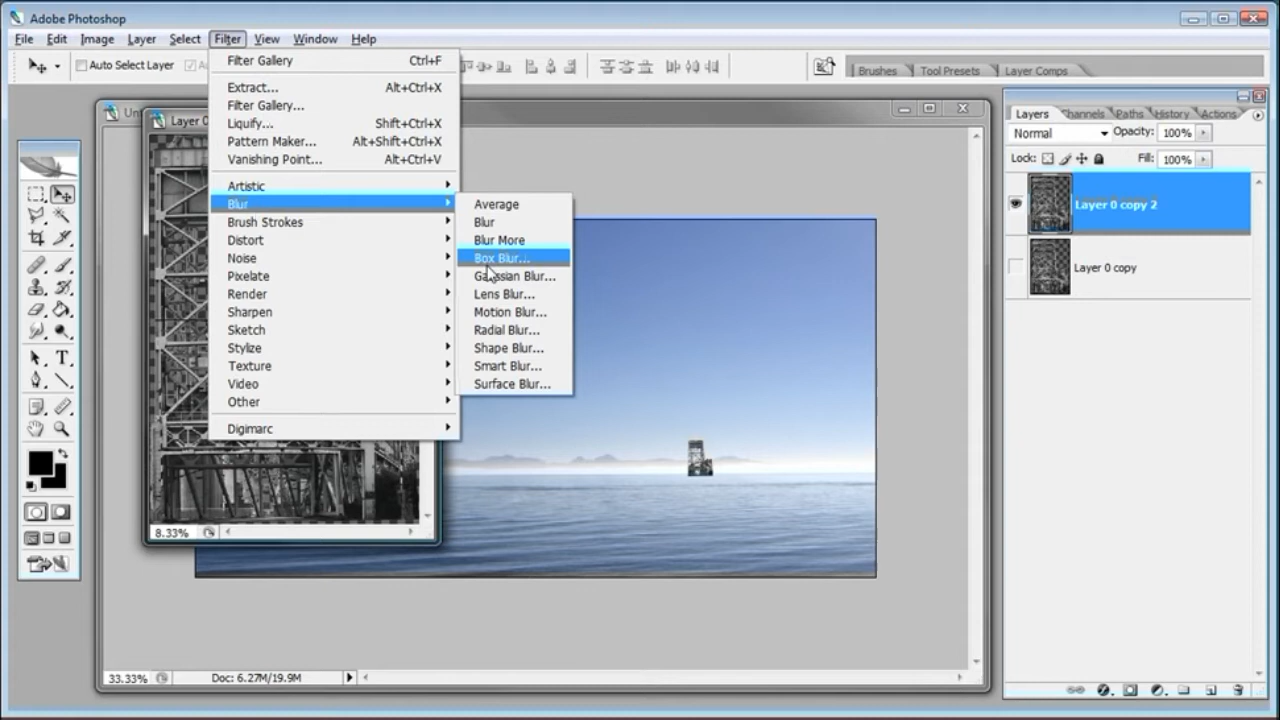 Adobe Photoshop
File Edit Image Layer Select Filter View Window Help
Auto Select Layer
Brushes Tool Presets Layer Comps
Filter Gallery Ctrl+F
Extract... Alt+Ctrl+X
Filter Gallery...
Liquify... Shift+Ctrl+X
Pattern Maker... Alt+Shift+Ctrl+X
Vanishing Point... Alt+Ctrl+V
Artistic
Blur
Brush Strokes
Distort
Noise
Pixelate
Render
Sharpen
Sketch
Stylize
Texture
Video
Other
Digimarc
Average
Blur
Blur More
Box Blur...
Gaussian Blur...
Lens Blur...
Motion Blur...
Radial Blur...
Shape Blur...
Smart Blur...
Surface Blur...
Layer 0
8.33%
33.33% Doc: 6.27M/19.9M
Layers Channels Paths History Actions
Normal Opacity: 100%
Lock: Fill: 100%
Layer 0 copy 2
Layer 0 copy